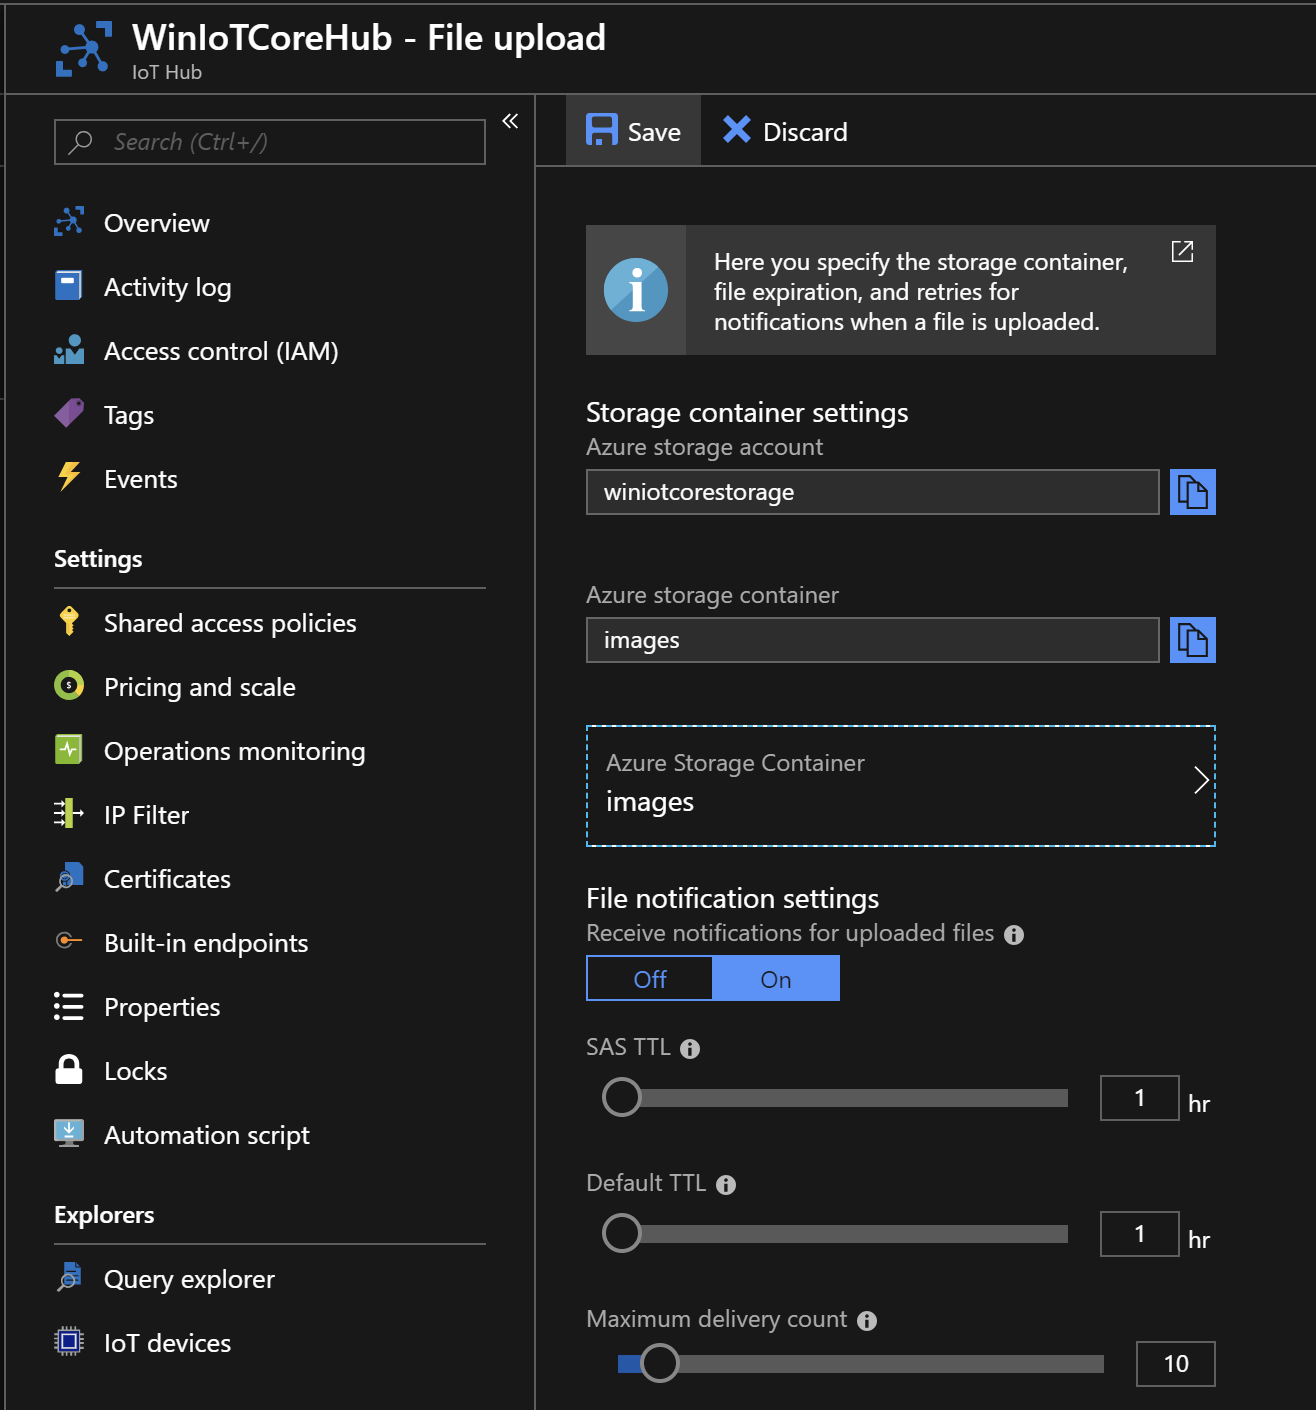 WinIoTCoreHub - File upload
IoT Hub
Search (Ctrl+/)
Overview
Activity log
Access control (IAM)
Tags
Events
Settings
Shared access policies
Pricing and scale
Operations monitoring
IP Filter
Certificates
Built-in endpoints
Properties
Locks
Automation script
Explorers
Query explorer
IoT devices
Save
Discard
Here you specify the storage container,
file expiration, and retries for
notifications when a file is uploaded.
Storage container settings
Azure storage account
winiotcorestorage
Azure storage container
images
Azure Storage Container
images
File notification settings
Receive notifications for uploaded files
Off On
SAS TTL
1 hr
Default TTL
1 hr
Maximum delivery count
10